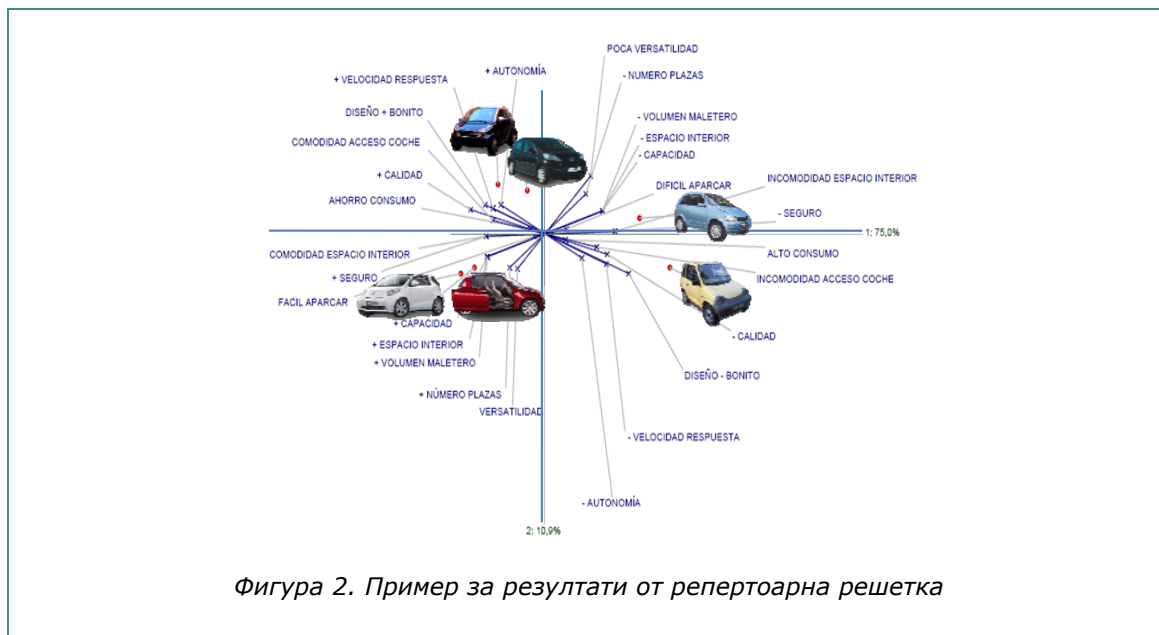 POCA VERSATILIDAD
+ AUTONOMÍA
- NUMERO PLAZAS
+ VELOCIDAD RESPUESTA
DISEÑO + BONITO
- VOLUMEN MALETERO
- ESPACIO INTERIOR
COMODIDAD ACCESO COCHE
- CAPACIDAD
+ CALIDAD
INCOMODIDAD ESPACIO INTERIOR
DIFICIL APARCAR
AHORRO CONSUMO
- SEGURO
1: 75,0%
COMODIDAD ESPACIO INTERIOR
ALTO CONSUMO
+ SEGURO
INCOMODIDAD ACCESO COCHE
FACIL APARCAR
+ CAPACIDAD
- CALIDAD
+ ESPACIO INTERIOR
+ VOLUMEN MALETERO
DISEÑO - BONITO
+ NÚMERO PLAZAS
VERSATILIDAD
- VELOCIDAD RESPUESTA
- AUTONOMÍA
2: 10,9%
Фигура 2. Пример за резултати от репертоарна решетка